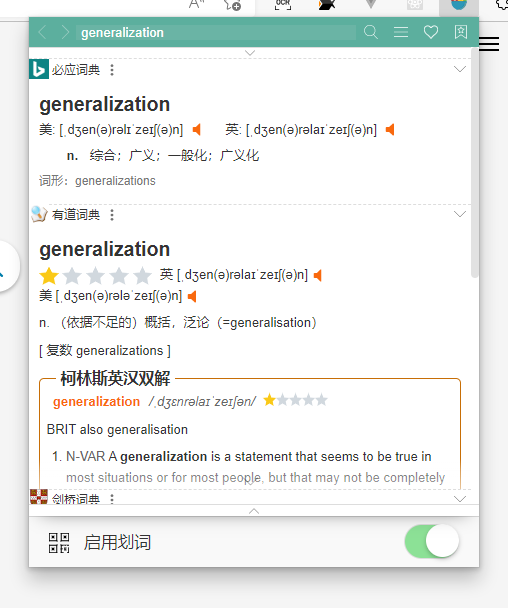 OCR
generalization
必应词典
generalization
美: [ˌdʒen(ə)rəlɪˈzeɪʃ(ə)n] 英: [ˌdʒen(ə)rəlaɪˈzeɪʃ(ə)n]
n. 综合；广义；一般化；广义化
词形：generalizations
有道词典
generalization
英 [ˌdʒen(ə)rəlaɪˈzeɪʃ(ə)n]
美 [ˌdʒen(ə)rələˈzeɪʃ(ə)n]
n. （依据不足的）概括，泛论（=generalisation）
[ 复数 generalizations ]
柯林斯英汉双解
generalization /ˌdʒɛnrəlaɪˈzeɪʃən/
BRIT also generalisation
1. N-VAR A generalization is a statement that seems to be true in
most situations or for most people, but that may not be completely
剑桥词典
启用划词